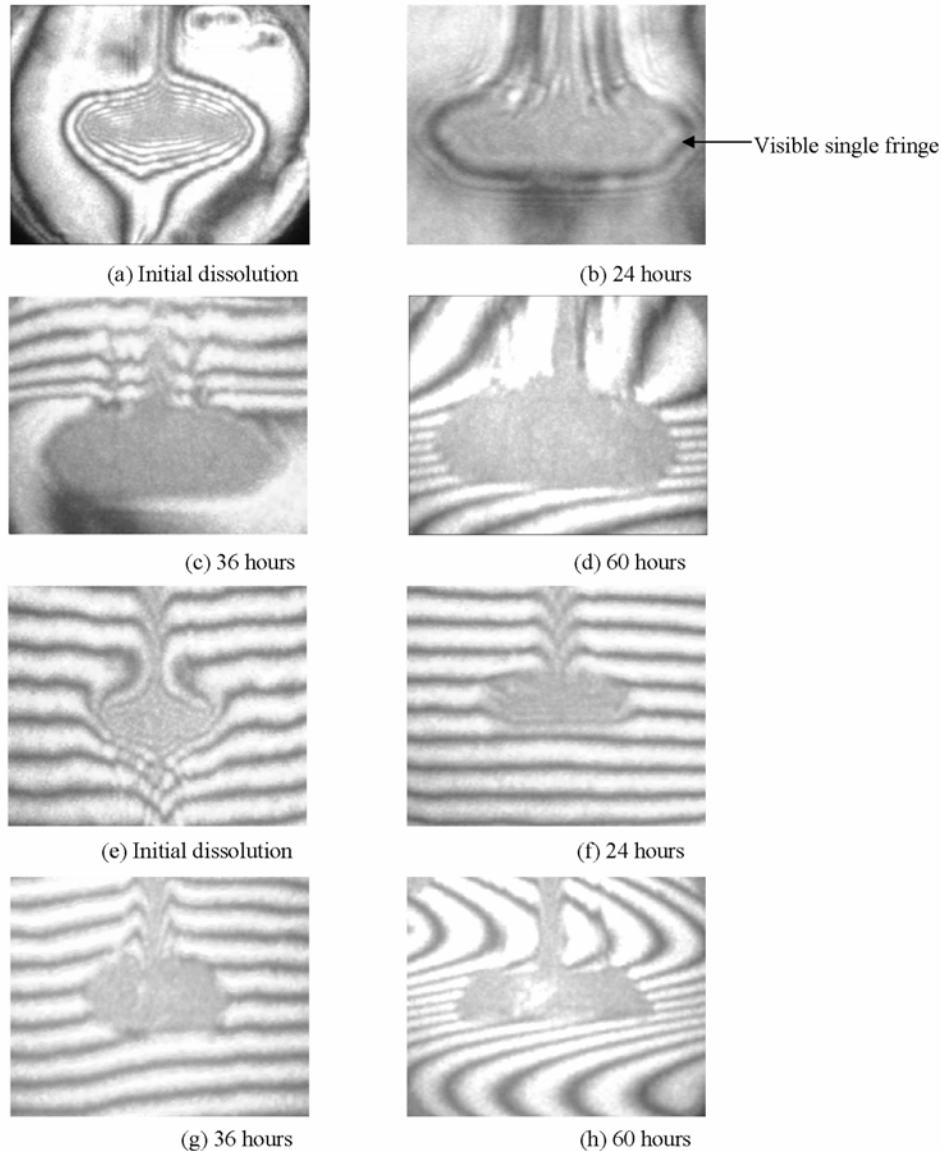 Visible single fringe
(a) Initial dissolution
(b) 24 hours
(c) 36 hours
(d) 60 hours
(e) Initial dissolution
(f) 24 hours
(g) 36 hours
(h) 60 hours